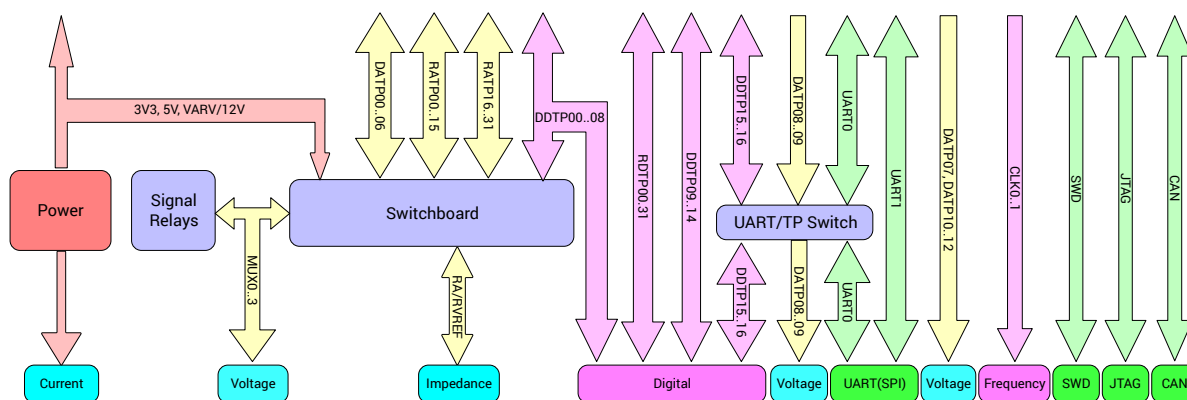 3V3, 5V, VARV/12V
DATP00..06
RATP00..15
RATP16..31
DDTP00..08
RDTP00.31
DDTP09..14
DDTP15..16
DATP08..09
UART0
UART1
DATP07, DATP10..12
CLK0..1
SWD
JTAG
CAN
Power
Signal
Relays
Switchboard
UART/TP Switch
MUX0..3
RA/RVREF
DDTP15..16
DATP08..09
UART0
Current
Voltage
Impedance
Digital
Voltage
UART(SPI)
Voltage
Frequency
SWD
JTAG
CAN